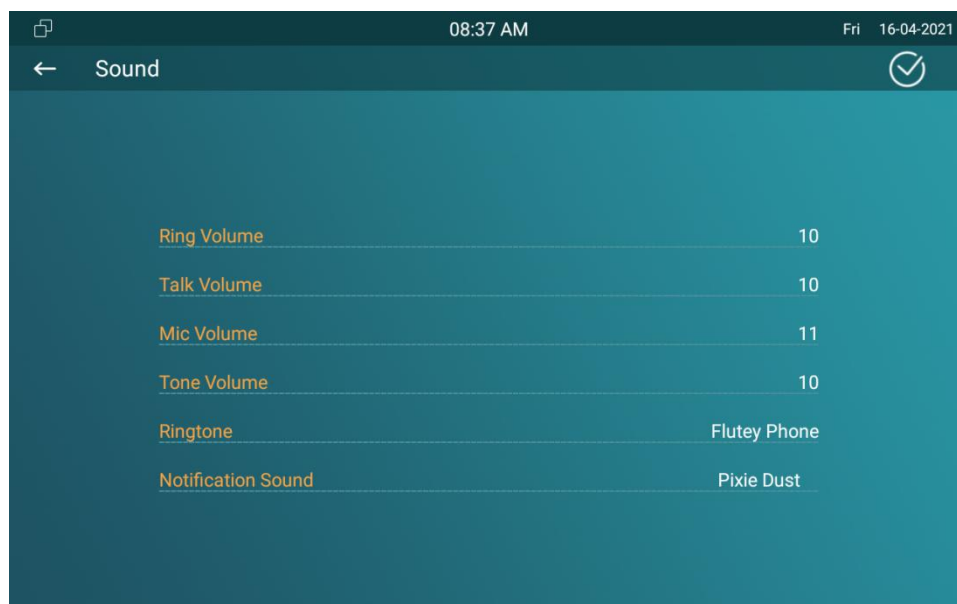 08:37 AM Fri 16-04-2021
Sound
Ring Volume 10
Talk Volume 10
Mic Volume 11
Tone Volume 10
Ringtone Flutey Phone
Notification Sound Pixie Dust